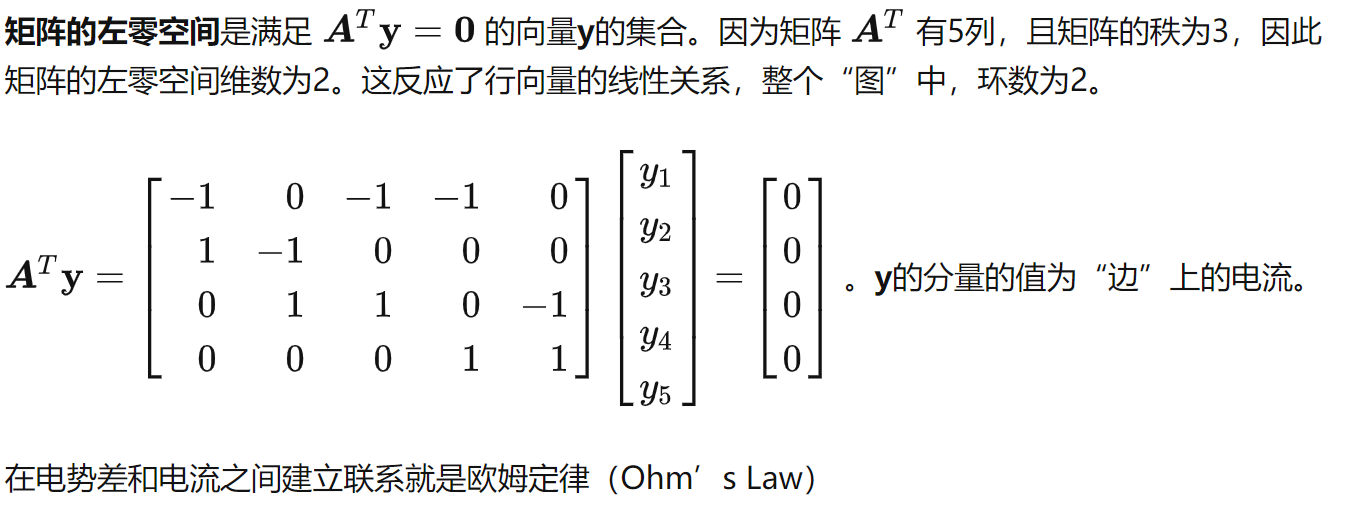 矩阵的左零空间是满足 $A^T\mathbf{y} = \mathbf{0}$ 的向量y的集合。因为矩阵 $A^T$ 有5列，且矩阵的秩为3，因此
矩阵的左零空间维数为2。这反应了行向量的线性关系，整个“图”中，环数为2。
$A^T\mathbf{y} = \begin{bmatrix} -1 & 0 & -1 & -1 & 0 \\ 1 & -1 & 0 & 0 & 0 \\ 0 & 1 & 1 & 0 & -1 \\ 0 & 0 & 0 & 1 & 1 \end{bmatrix} \begin{bmatrix} y_1 \\ y_2 \\ y_3 \\ y_4 \\ y_5 \end{bmatrix} = \begin{bmatrix} 0 \\ 0 \\ 0 \\ 0 \end{bmatrix}$ 。y的分量的值为“边”上的电流。
在电势差和电流之间建立联系就是欧姆定律（Ohm’s Law）